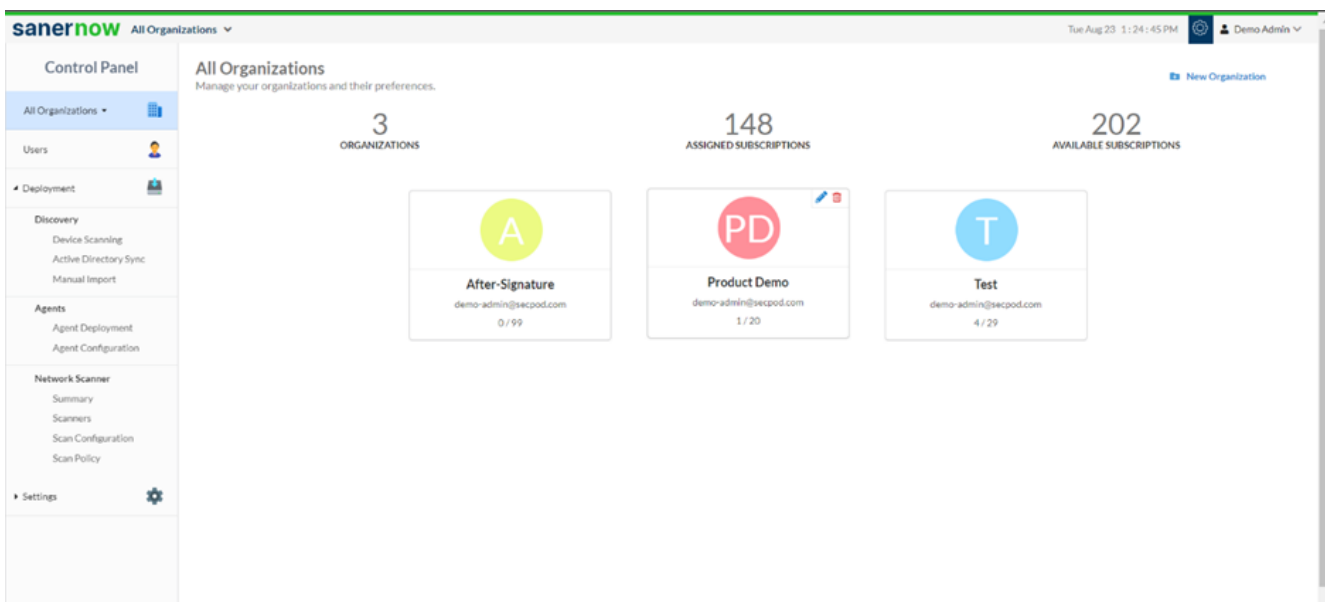 sanernow All Organizations
Tue Aug 23 1:24:45 PM
Demo Admin
Control Panel
All Organizations
Users
Deployment
Discovery
Device Scanning
Active Directory Sync
Manual Import
Agents
Agent Deployment
Agent Configuration
Network Scanner
Summary
Scanners
Scan Configuration
Scan Policy
Settings
All Organizations
Manage your organizations and their preferences.
New Organization
3
ORGANIZATIONS
148
ASSIGNED SUBSCRIPTIONS
202
AVAILABLE SUBSCRIPTIONS
A
After-Signature
demo-admin@secpod.com
0/99
PD
Product Demo
demo-admin@secpod.com
1/20
T
Test
demo-admin@secpod.com
4/29